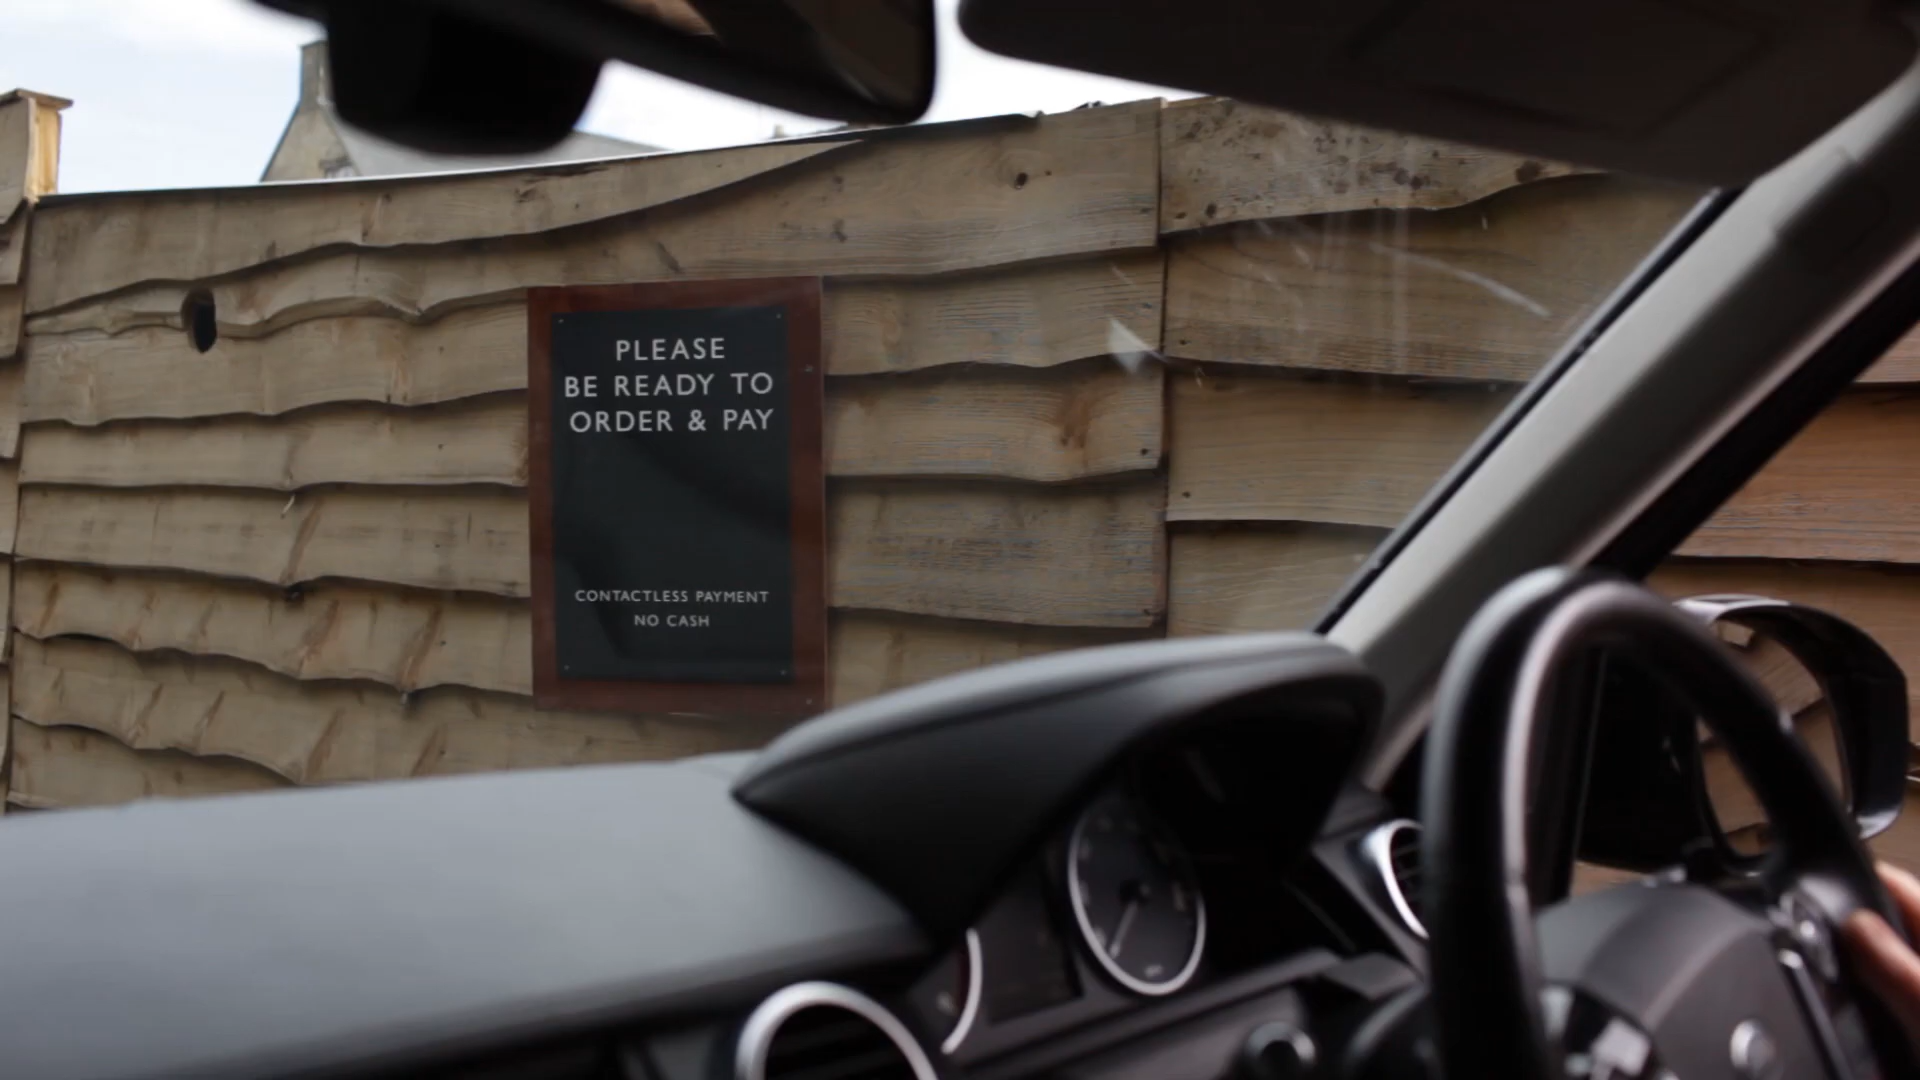 PLEASE
BE READY TO
ORDER & PAY
CONTACTLESS PAYMENT
NO CASH